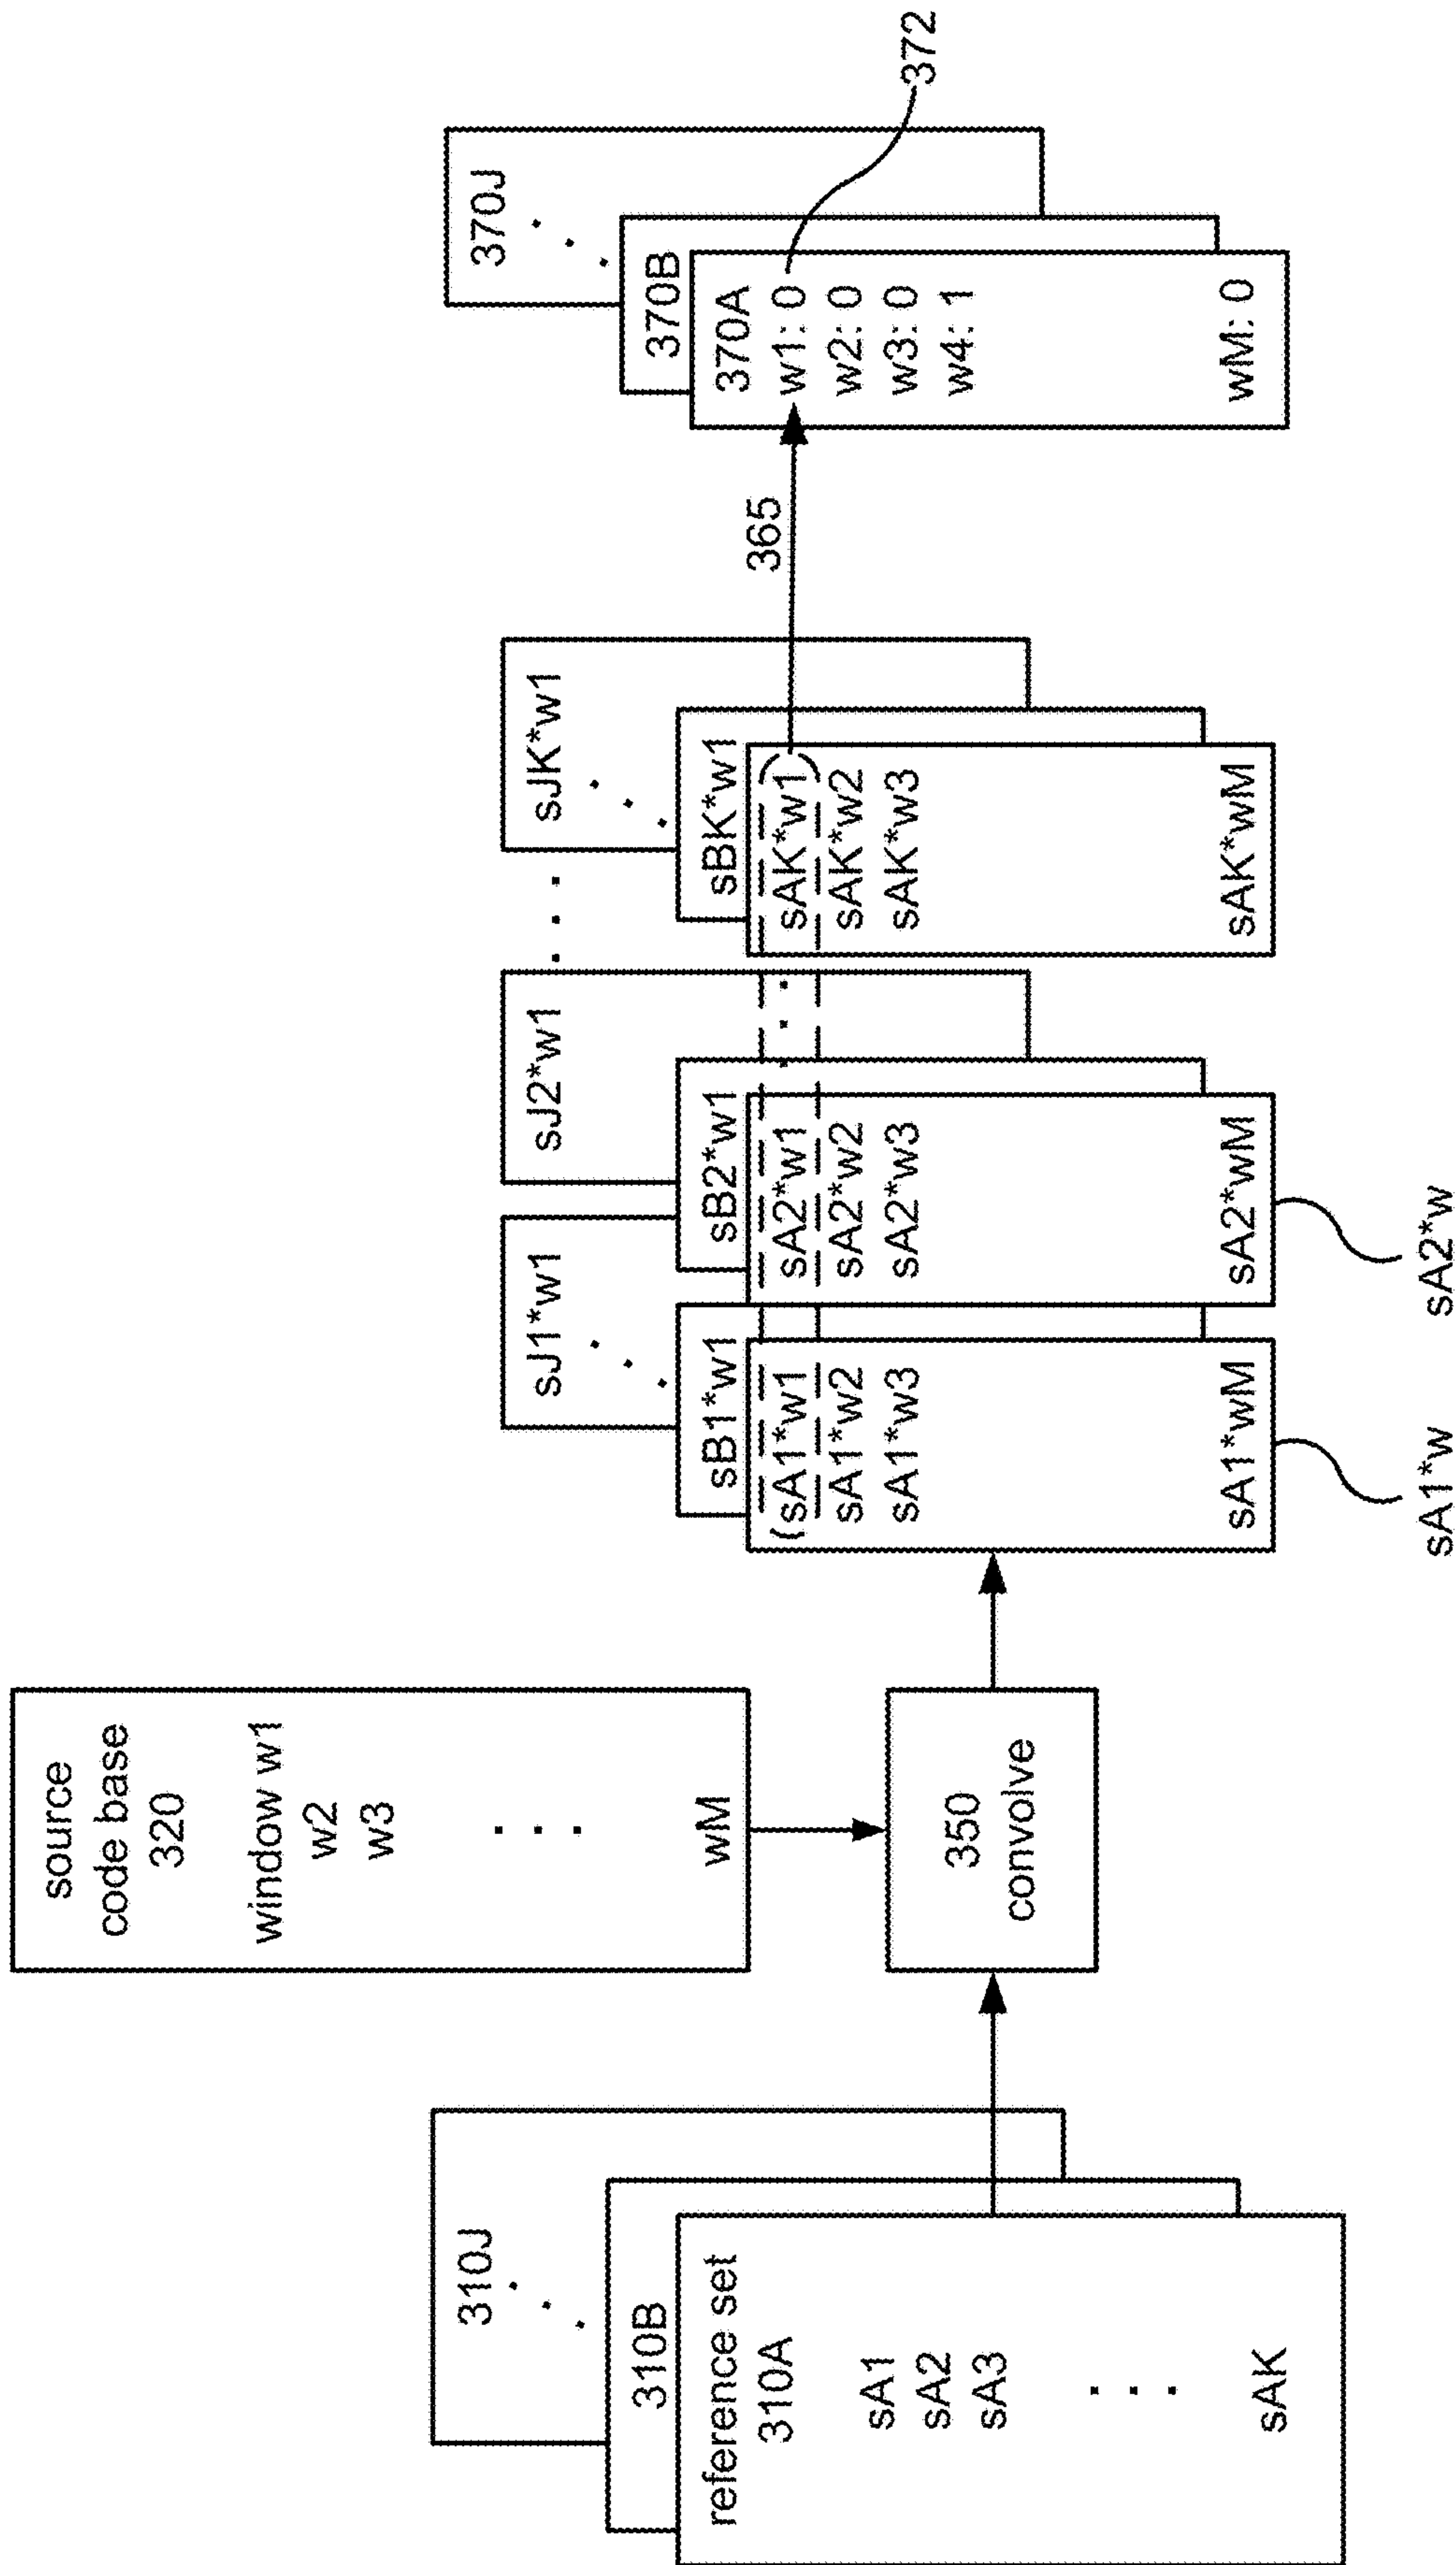 310J
310B
reference set
310A
sA1
sA2
sA3
. . .
sAK
source
code base
320
window w1
w2
w3
. . .
wM
350
convolve
sJ1*w1
sB1*w1
(sA1*w1
sA1*w2
sA1*w3
sA1*wM
sA1*w
sJ2*w1
sB2*w1
sA2*w1
sA2*w2
sA2*w3
sA2*wM
sA2*w
. . .
sJK*w1
sBK*w1
sAK*w1)
sAK*w2
sAK*w3
sAK*wM
365
370J
370B
370A
w1: 0
w2: 0
w3: 0
w4: 1
wM: 0
372